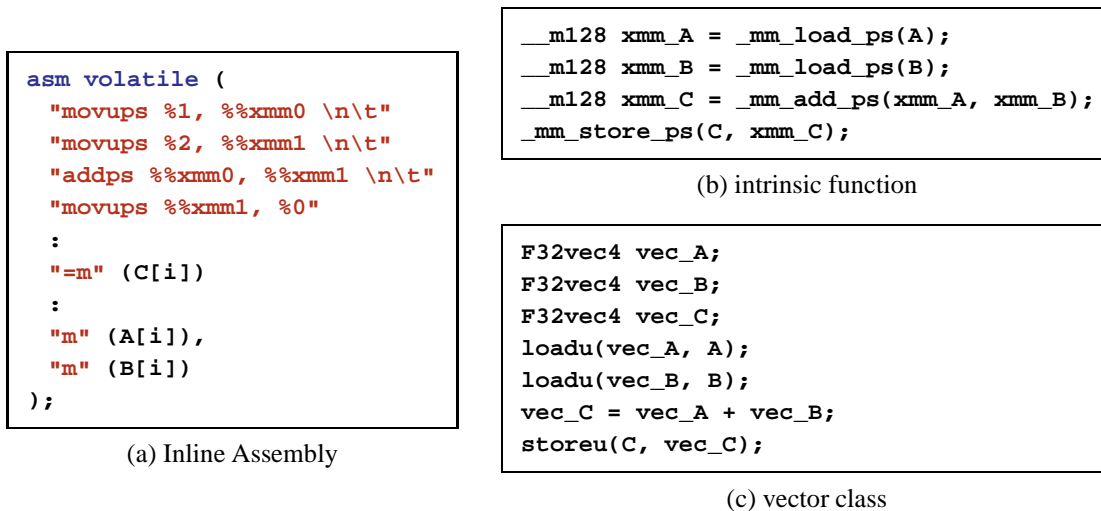 asm volatile (
"movups %1, %%xmm0 \n\t"
"movups %2, %%xmm1 \n\t"
"addps %%xmm0, %%xmm1 \n\t"
"movups %%xmm1, %0"
:
"=m" (C[i])
:
"m" (A[i]),
"m" (B[i])
);
(a) Inline Assembly
__m128 xmm_A = _mm_load_ps(A);
__m128 xmm_B = _mm_load_ps(B);
__m128 xmm_C = _mm_add_ps(xmm_A, xmm_B);
_mm_store_ps(C, xmm_C);
(b) intrinsic function
F32vec4 vec_A;
F32vec4 vec_B;
F32vec4 vec_C;
loadu(vec_A, A);
loadu(vec_B, B);
vec_C = vec_A + vec_B;
storeu(C, vec_C);
(c) vector class